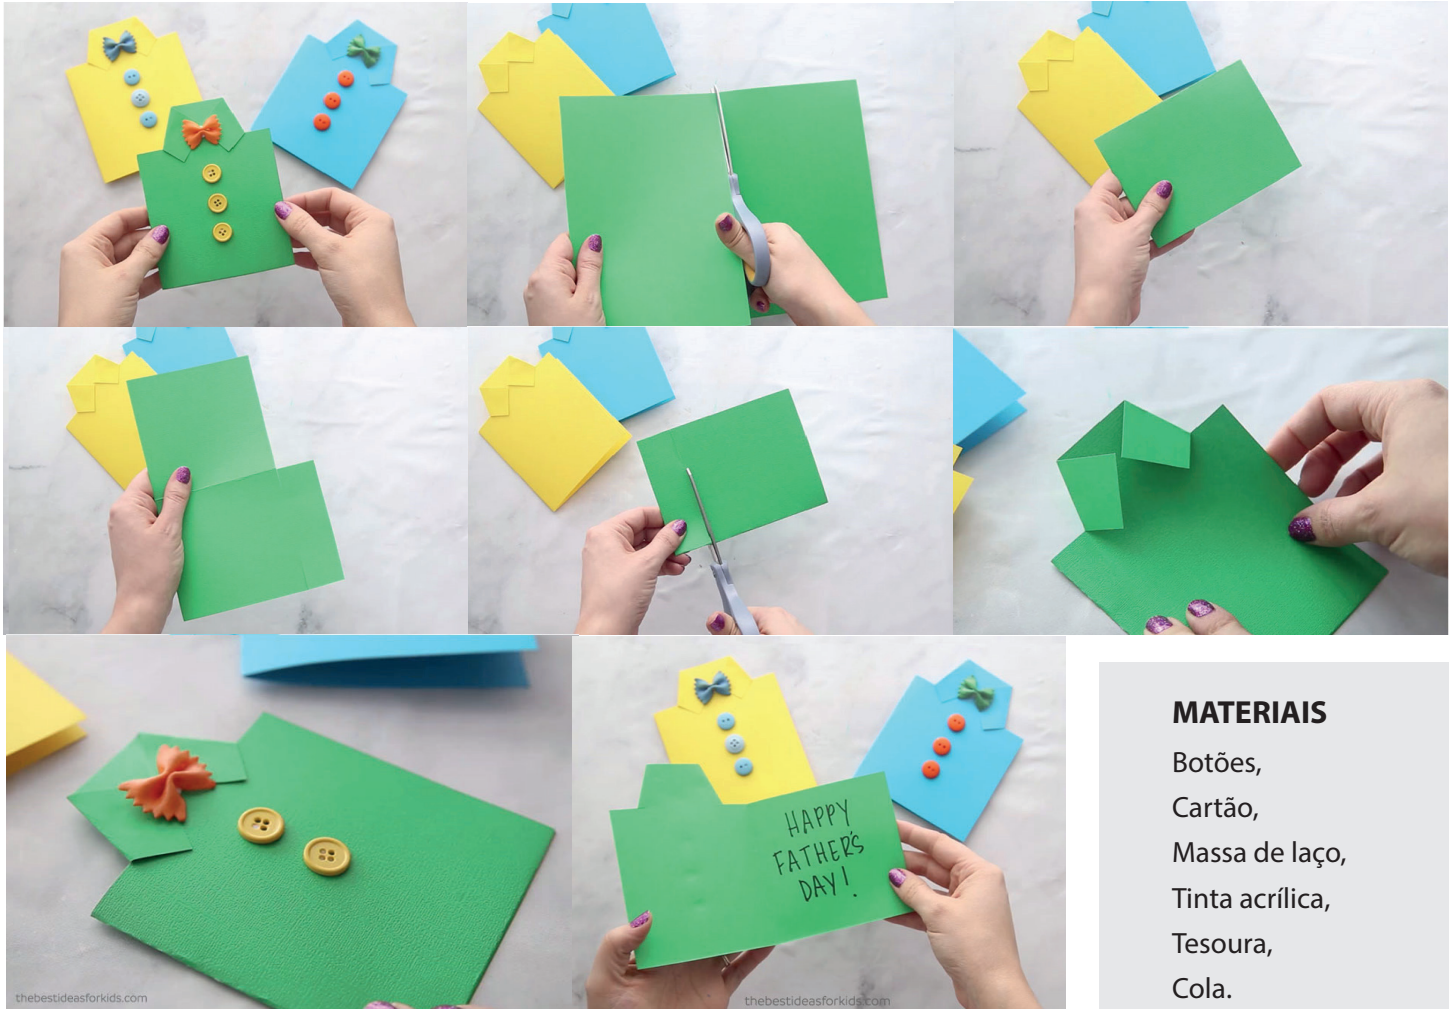 HAPPY
FATHER'S
DAY!
thebestideasforkids.com
thebestideasforkids.com
MATERIAIS
Botões,
Cartão,
Massa de laço,
Tinta acrílica,
Tesoura,
Cola.